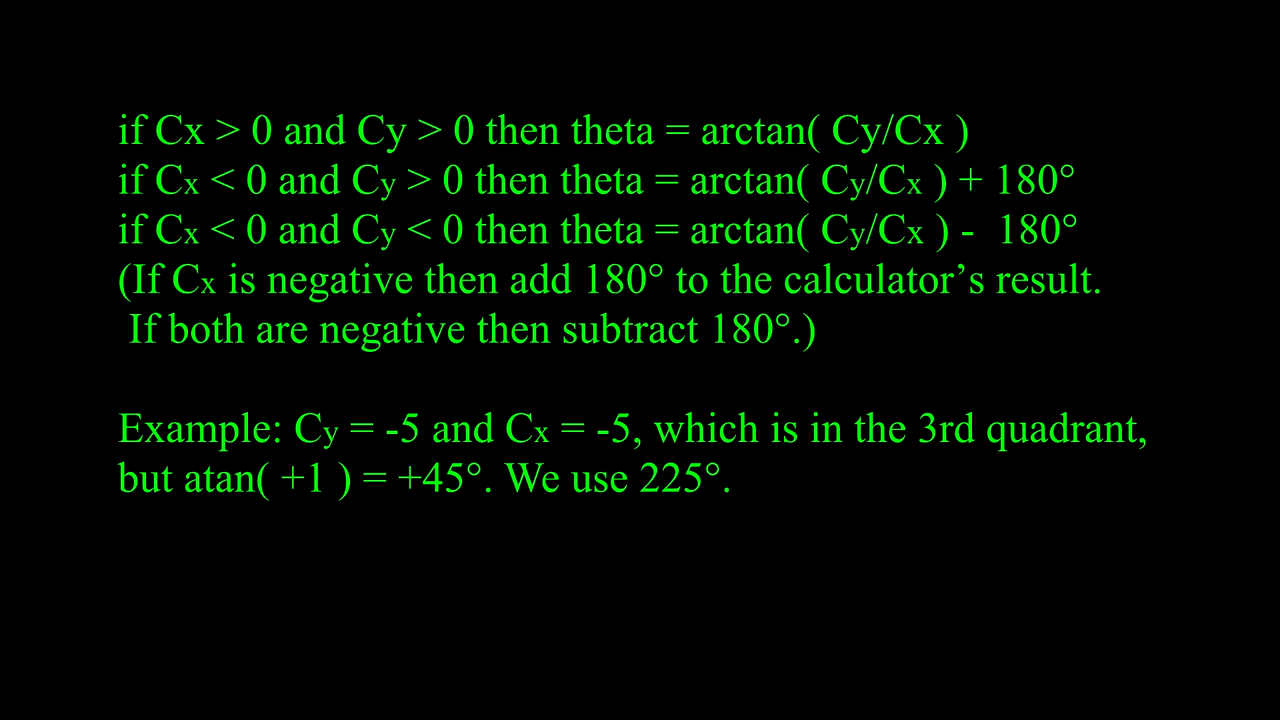 if Cx > 0 and Cy > 0 then theta = arctan( Cy/Cx )
if Cx < 0 and Cy > 0 then theta = arctan( Cy/Cx ) + 180°
if Cx < 0 and Cy < 0 then theta = arctan( Cy/Cx ) -  180°
(If Cx is negative then add 180° to the calculator’s result.
If both are negative then subtract 180°.)
Example: Cy = -5 and Cx = -5, which is in the 3rd quadrant,
but atan( +1 ) = +45°. We use 225°.